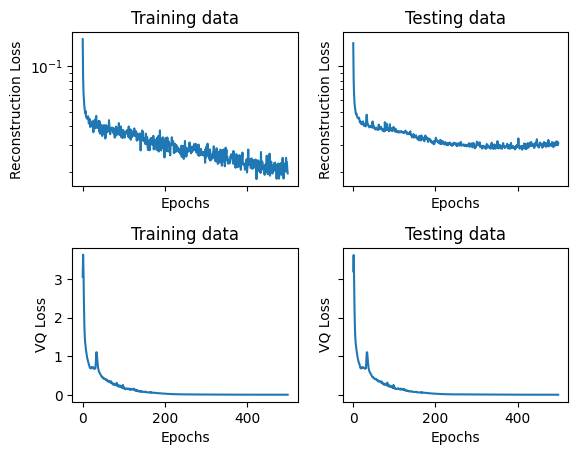 Training data
Testing data
Reconstruction Loss
10⁻¹
Epochs
Reconstruction Loss
Epochs
Training data
Testing data
VQ Loss
3
2
1
0
0
200
400
Epochs
VQ Loss
0
200
400
Epochs